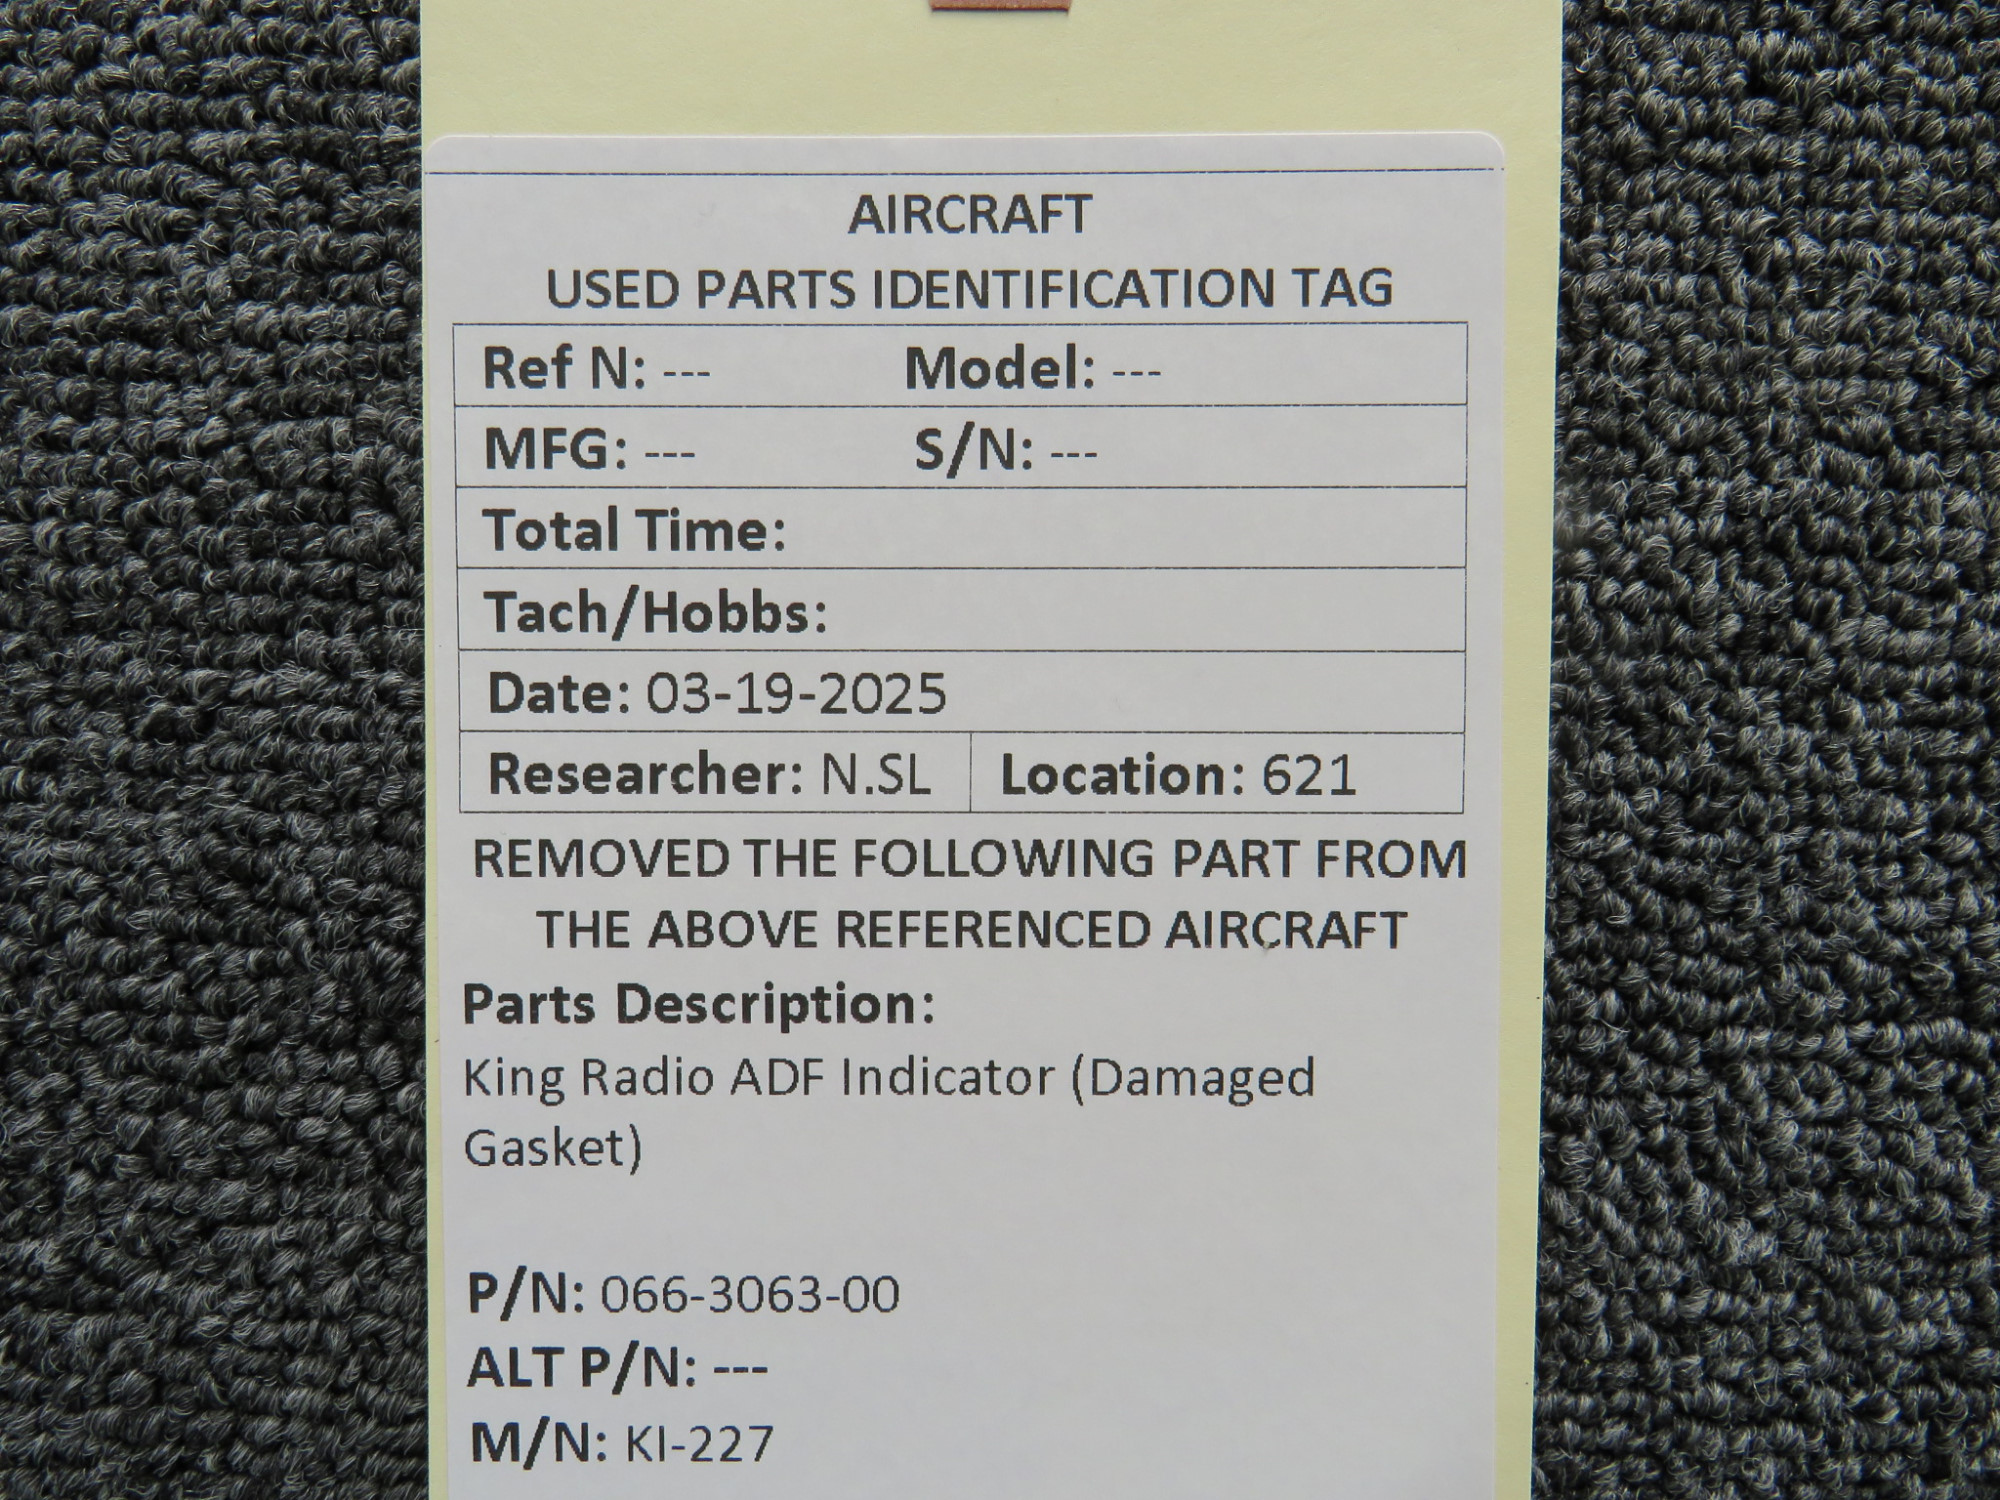 AIRCRAFT
USED PARTS IDENTIFICATION TAG
Ref N: --- Model: ---
MFG: --- S/N: ---
Total Time:
Tach/Hobbs:
Date: 03-19-2025
Researcher: N.SL Location: 621
REMOVED THE FOLLOWING PART FROM
THE ABOVE REFERENCED AIRCRAFT
Parts Description:
King Radio ADF Indicator (Damaged
Gasket)
P/N: 066-3063-00
ALT P/N: ---
M/N: KI-227